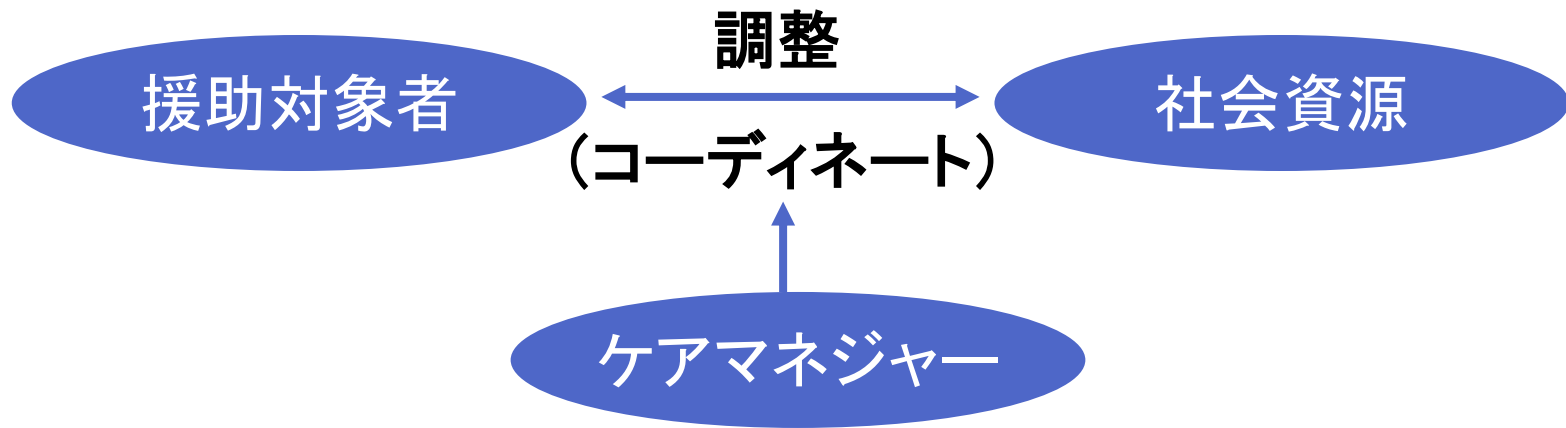 調整
援助対象者
社会資源
（コーディネート）
ケアマネジャー